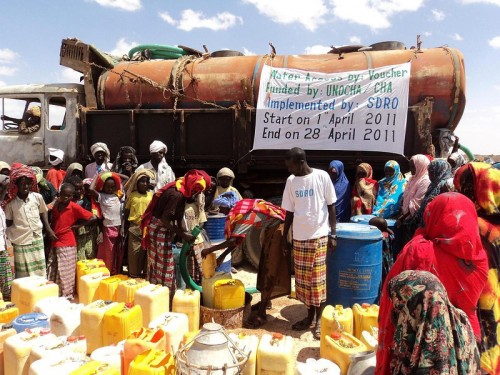 Water Access by: Voucher
Funded by: UNOCHA/ CHA
Implemented by: SDRO
Start on 1 April 2011
End on 28 April 2011
SDRO